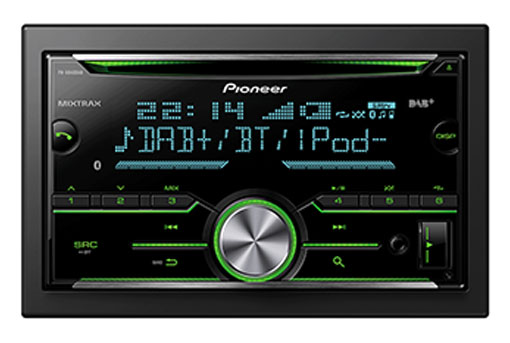 Pioneer
MIXTRAX
22:14
DAB+
♪DAB+/BT/IPod-
DISP
MIX
1 2 3 4 5 6
SRC